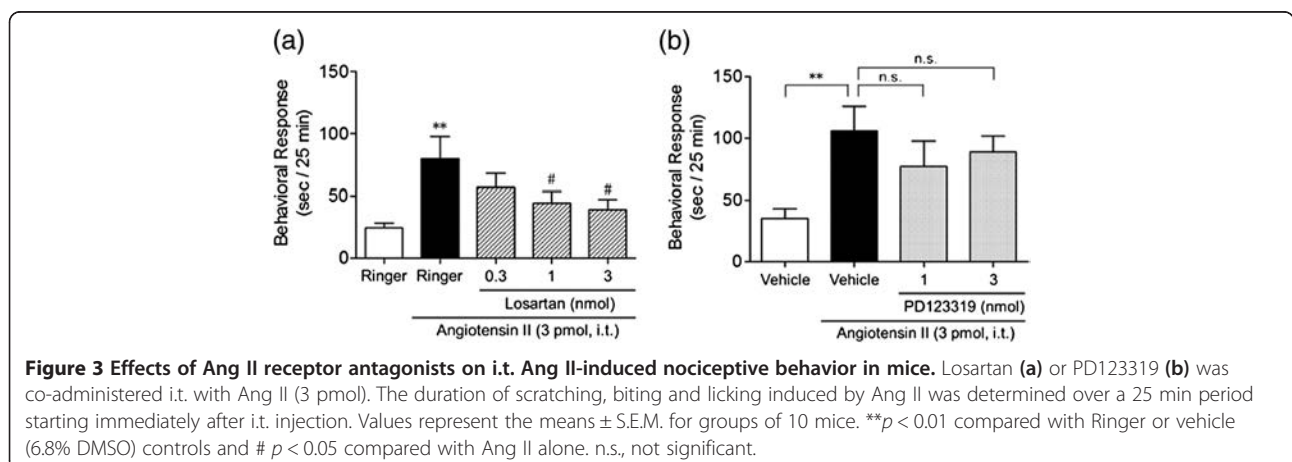 (a)
150
100
50
0
Behavioral Response
(sec / 25 min)
**
#
#
Ringer Ringer 0.3 1 3
Losartan (nmol)
Angiotensin II (3 pmol, i.t.)
(b)
150
100
50
0
Behavioral Response
(sec / 25 min)
n.s.
** n.s.
Vehicle Vehicle 1 3
PD123319 (nmol)
Angiotensin II (3 pmol, i.t.)
Figure 3 Effects of Ang II receptor antagonists on i.t. Ang II-induced nociceptive behavior in mice. Losartan (a) or PD123319 (b) was
co-administered i.t. with Ang II (3 pmol). The duration of scratching, biting and licking induced by Ang II was determined over a 25 min period
starting immediately after i.t. injection. Values represent the means ± S.E.M. for groups of 10 mice. **p < 0.01 compared with Ringer or vehicle
(6.8% DMSO) controls and # p < 0.05 compared with Ang II alone. n.s., not significant.